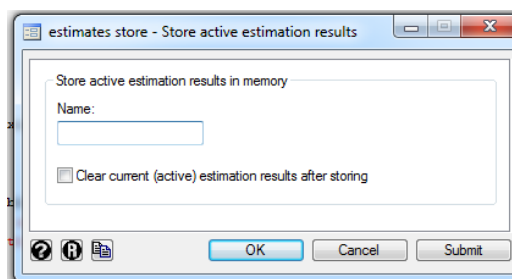 estimates store - Store active estimation results
Store active estimation results in memory
Name:
Clear current (active) estimation results after storing
OK Cancel Submit